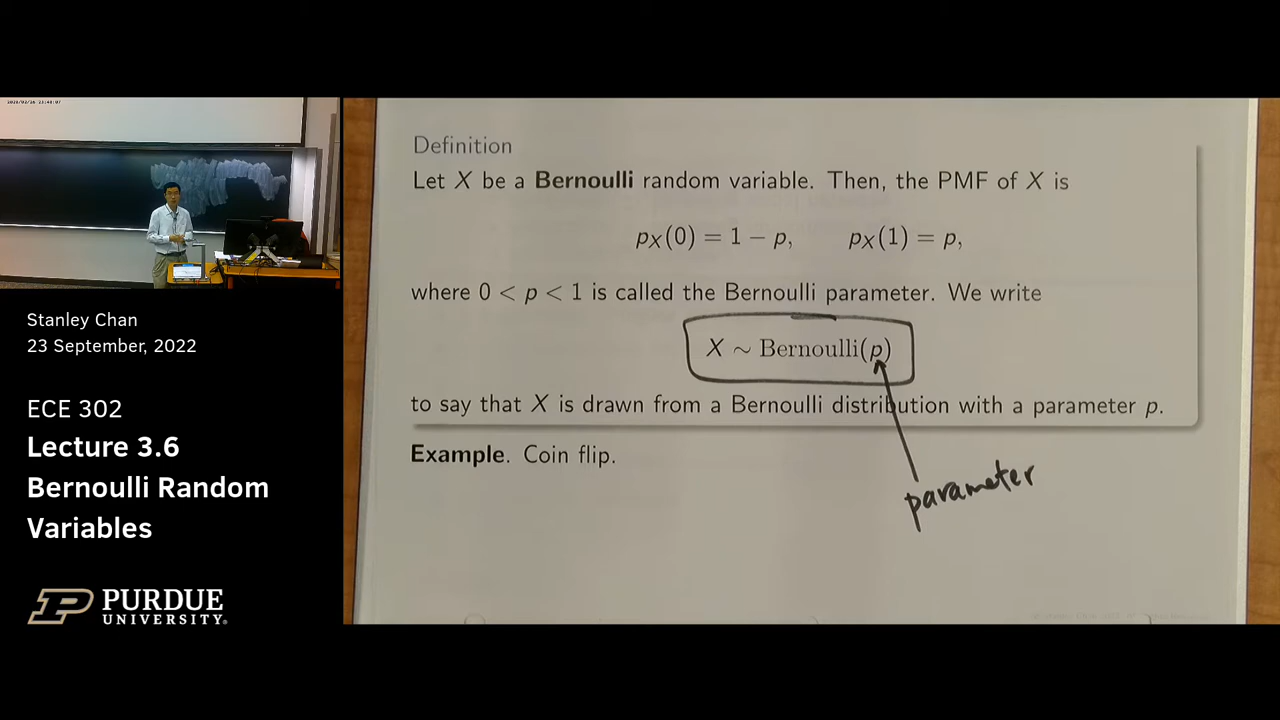 Stanley Chan
23 September, 2022
ECE 302
Lecture 3.6
Bernoulli Random
Variables
PURDUE
UNIVERSITY
Definition
Let X be a Bernoulli random variable. Then, the PMF of X is
pX(0) = 1 − p, pX(1) = p,
where 0 < p < 1 is called the Bernoulli parameter. We write
X ∼ Bernoulli(p)
to say that X is drawn from a Bernoulli distribution with a parameter p.
Example. Coin flip.
parameter